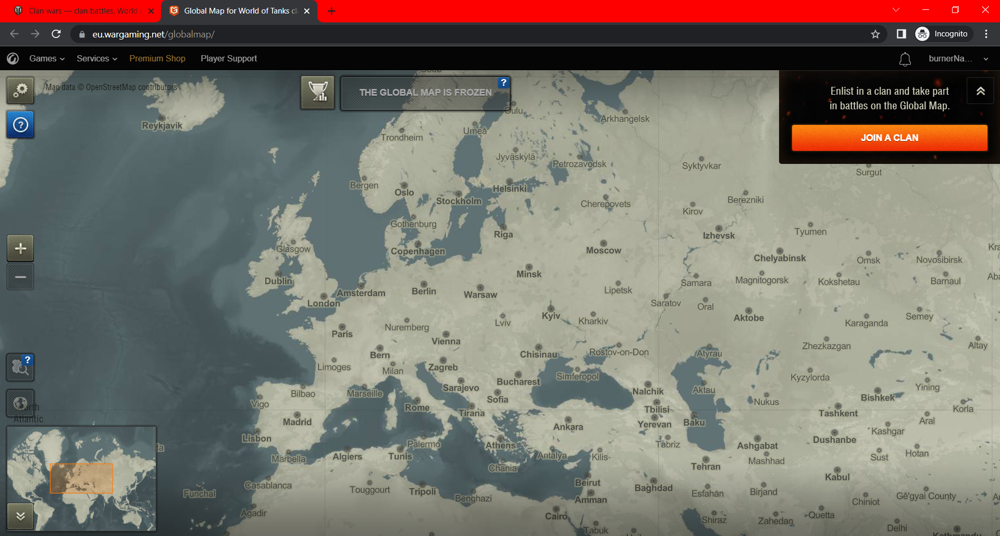 Clan wars — clan battles, World
Global Map for World of Tanks cl
eu.wargaming.net/globalmap/
Incognito
Games
Services
Premium Shop
Player Support
burnerNa...
Map data © OpenStreetMap contributors
THE GLOBAL MAP IS FROZEN
?
Enlist in a clan and take part
in battles on the Global Map.
JOIN A CLAN
?
Oulu
Arkhangelsk
Reykjavik
Umeå
Trondheim
Jyväskylä
Petrozavodsk
Syktyvkar
Surgut
Bergen
Oslo
Helsinki
Stockholm
Cherepovets
Berezniki
Kirov
Gothenburg
Riga
Izhevsk
Tyumen
Glasgow
Copenhagen
Moscow
Chelyabinsk
Omsk
Novosibirsk
Kra
Minsk
Dublin
Samara
Magnitogorsk
Kokshetau
Barnaul
Aba
Amsterdam
Berlin
Warsaw
Lipetsk
London
Saratov
Oral
Kyiv
Kharkiv
Aktobe
Semey
Lviv
Karaganda
Paris
Nuremberg
Vienna
Zhezkazgan
Altay
Bern
Chisinau
Rostov-on-Don
Atyrau
?
Limoges
Milan
Zagreb
Simferopol
Kyzylorda
Bucharest
Sarajevo
Nalchik
Aktau
Yining
Bilbao
Marseille
Sofia
Nukus
Bishkek
Vigo
Rome
Tirana
Tbilisi
Tashkent
Korla
North
Atlantic
Madrid
Ankara
Yerevan
Baku
Aral
Kashgar
Lisbon
Palermo
Athens
Tabriz
Ashgabat
Dushanbe
da
Marbella
Algiers
Tunis
Antalya
Kilis
Mashhad
Sust
Hotan
Chania
Tehran
Kabul
Casablanca
Touggourt
Tripoli
Beirut
Baghdad
Funchal
Benghazi
Amman
Esfahān
Birjand
Chiniot
Gê'gyai County
Agadir
Cairo
Shiraz
Zahedan
Quetta
Tabuk
Delhi
Kathmandu